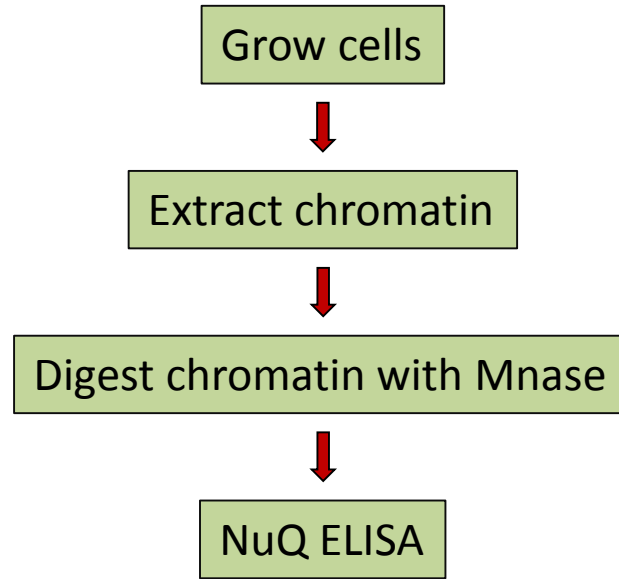 Grow cells
Extract chromatin
Digest chromatin with Mnase
NuQ ELISA